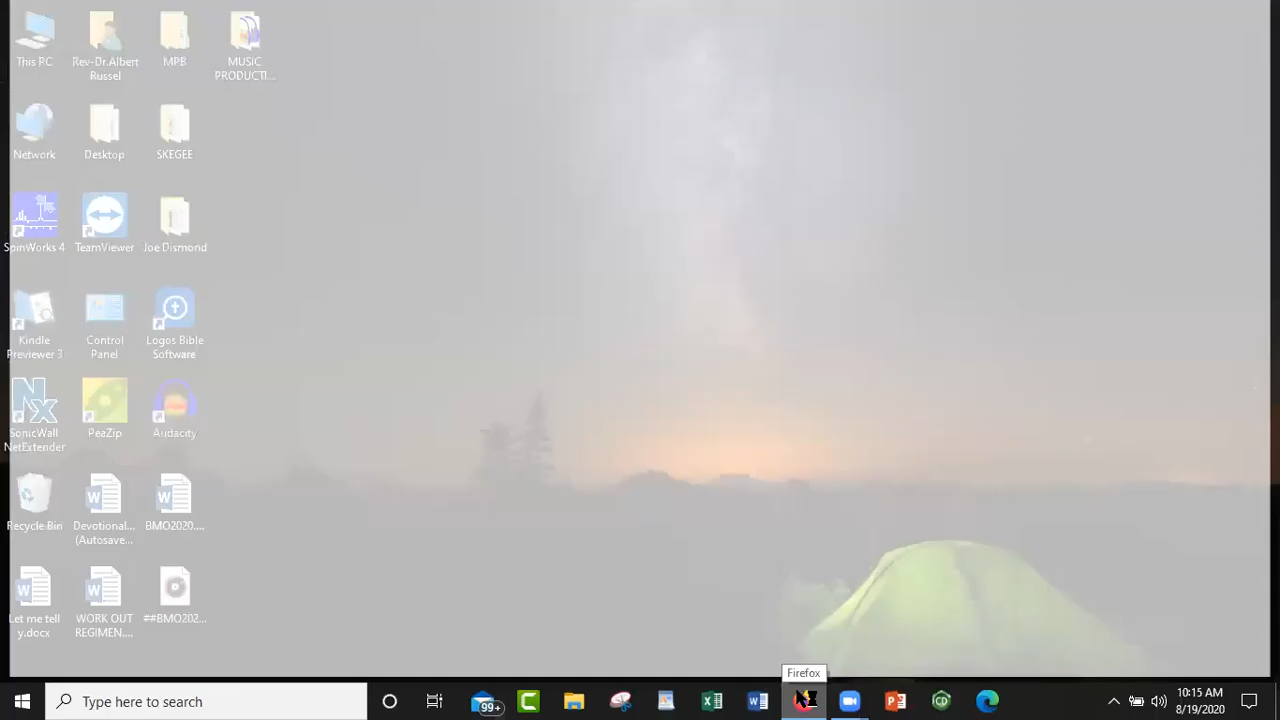 This PC
Rev-Dr.Albert
Russel
MPB
MUSIC
PRODUCTI...
Network
Desktop
SKEGEE
SpinWorks 4
TeamViewer
Joe Dismond
Kindle
Previewer 3
Control
Panel
Logos Bible
Software
SonicWall
NetExtender
PeaZip
Audacity
Recycle Bin
Devotional...
(Autosave...
BMO2020....
Let me tell
y.docx
WORK OUT
REGIMEN....
##BMO202...
Firefox
Type here to search
99+
10:15 AM
8/19/2020